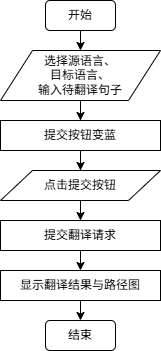 开始
选择源语言、
目标语言、
输入待翻译句子
提交按钮变蓝
点击提交按钮
提交翻译请求
显示翻译结果与路径图
结束